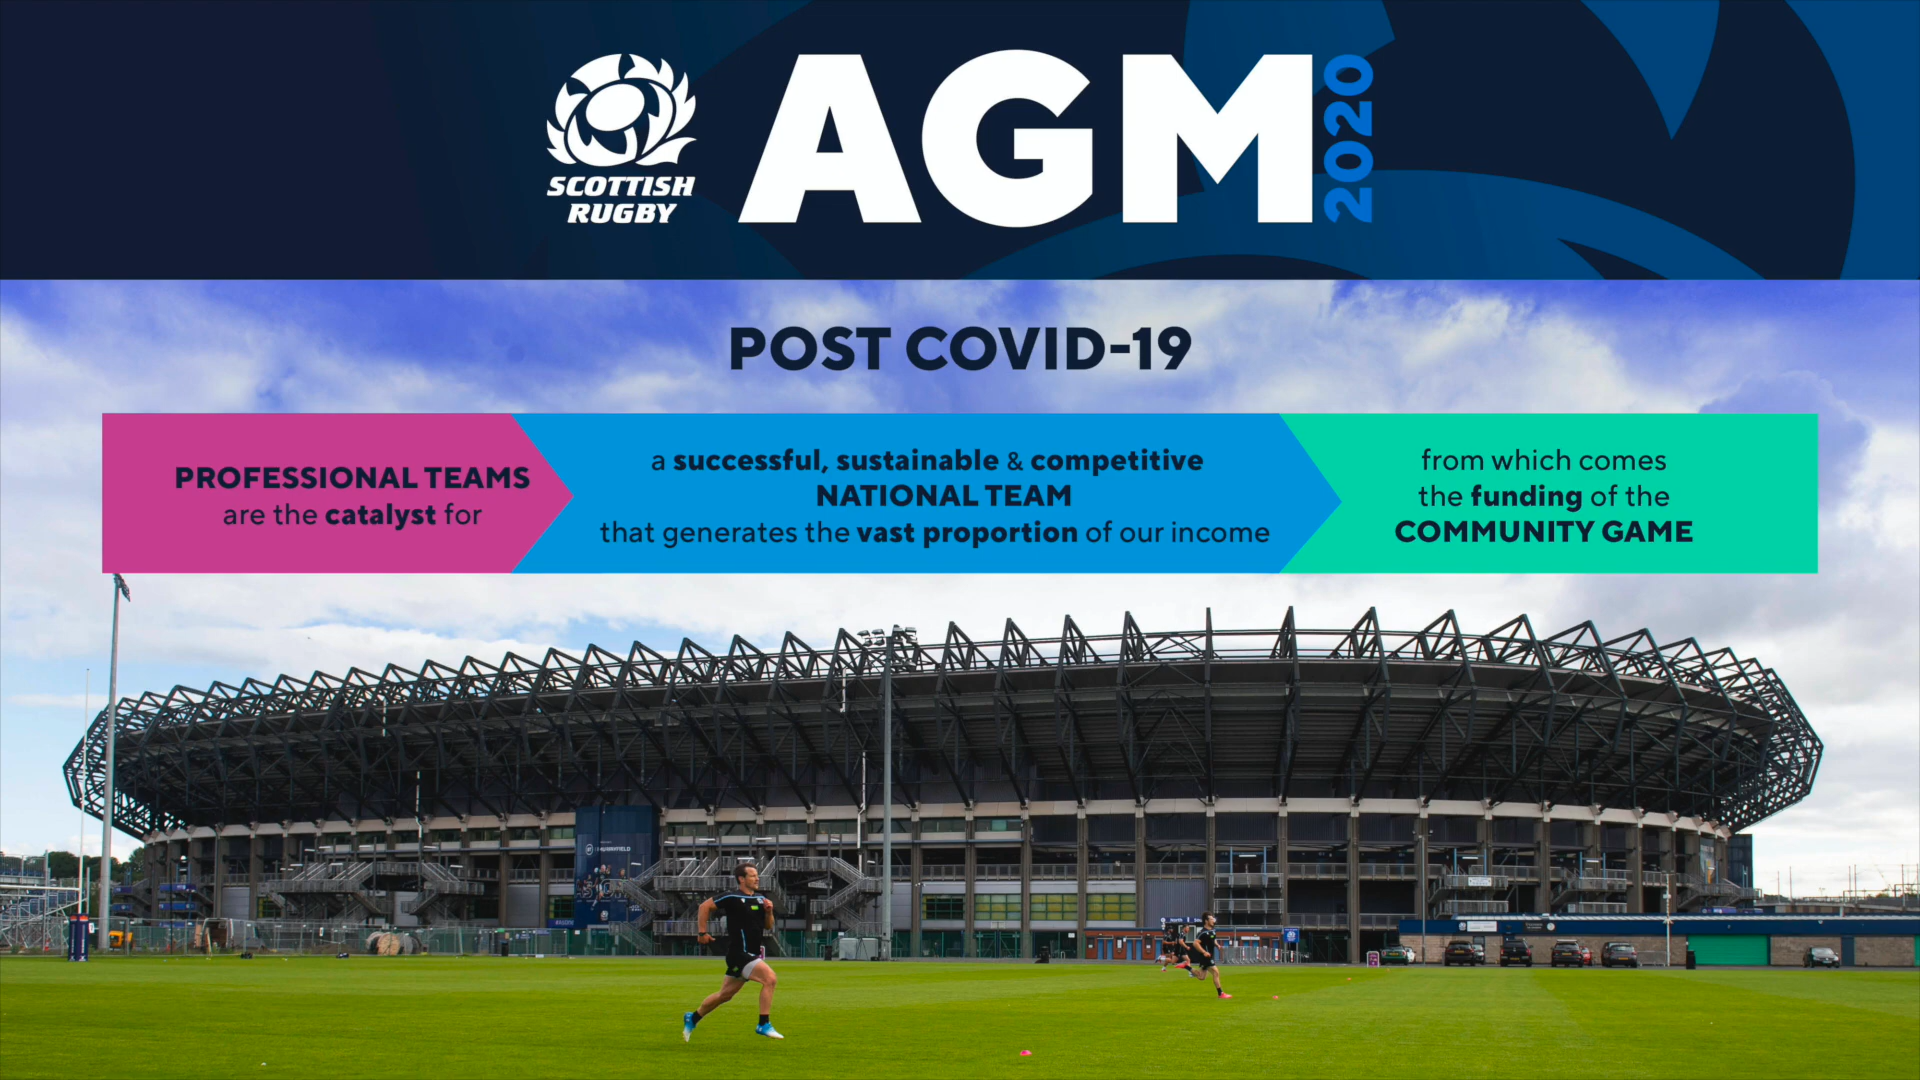 SCOTTISH
RUGBY
AGM
2020
POST COVID-19
PROFESSIONAL TEAMS
are the catalyst for
a successful, sustainable & competitive
NATIONAL TEAM
that generates the vast proportion of our income
from which comes
the funding of the
COMMUNITY GAME